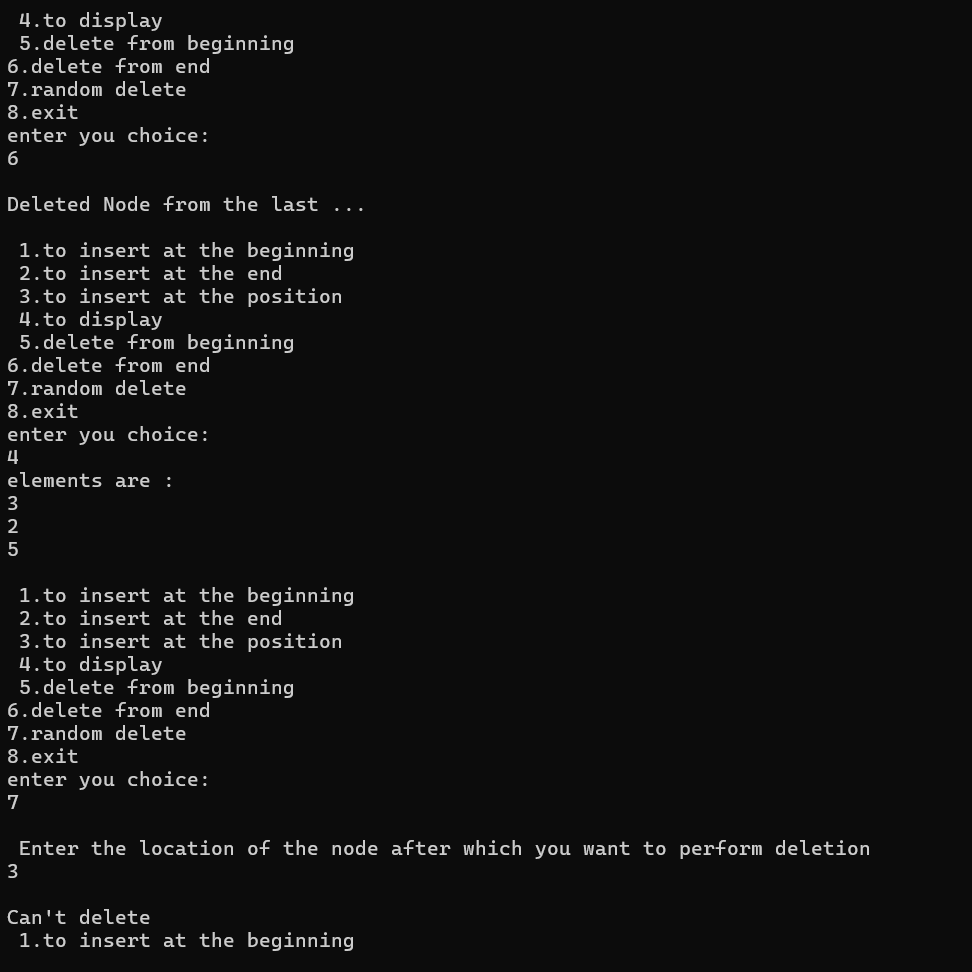 4.to display
5.delete from beginning
6.delete from end
7.random delete
8.exit
enter you choice:
6
Deleted Node from the last ...
1.to insert at the beginning
2.to insert at the end
3.to insert at the position
4.to display
5.delete from beginning
6.delete from end
7.random delete
8.exit
enter you choice:
4
elements are :
3
2
5
1.to insert at the beginning
2.to insert at the end
3.to insert at the position
4.to display
5.delete from beginning
6.delete from end
7.random delete
8.exit
enter you choice:
7
Enter the location of the node after which you want to perform deletion
3
Can't delete
1.to insert at the beginning